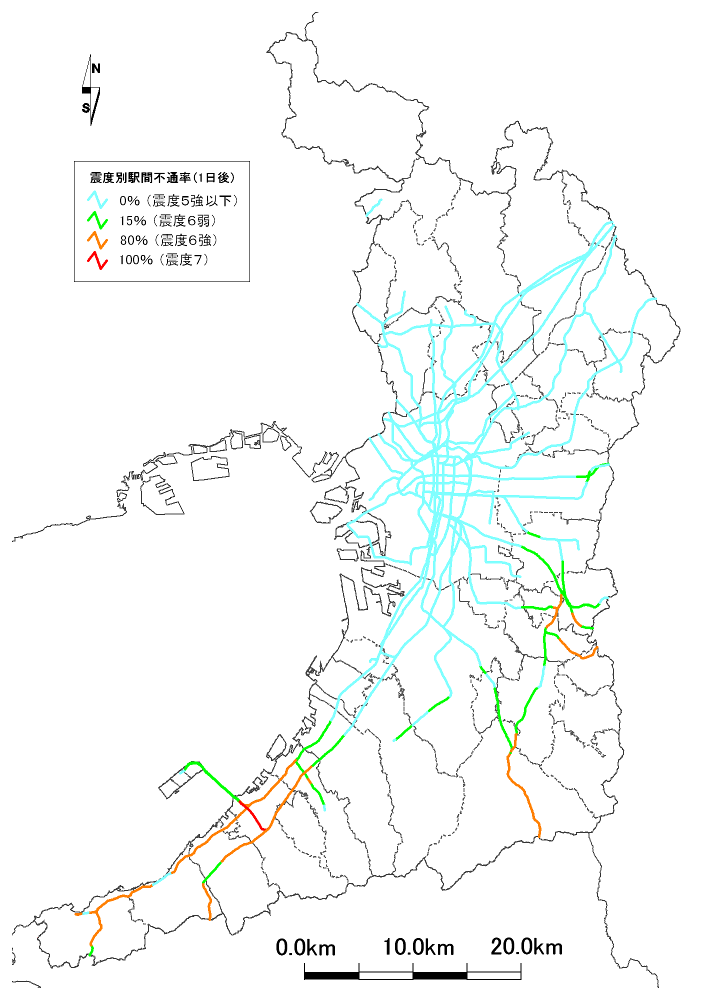 N
S
震度別駅間不通率(1日後)
0% (震度5強以下)
15% (震度6弱)
80% (震度6強)
100% (震度7)
0.0km 10.0km 20.0km